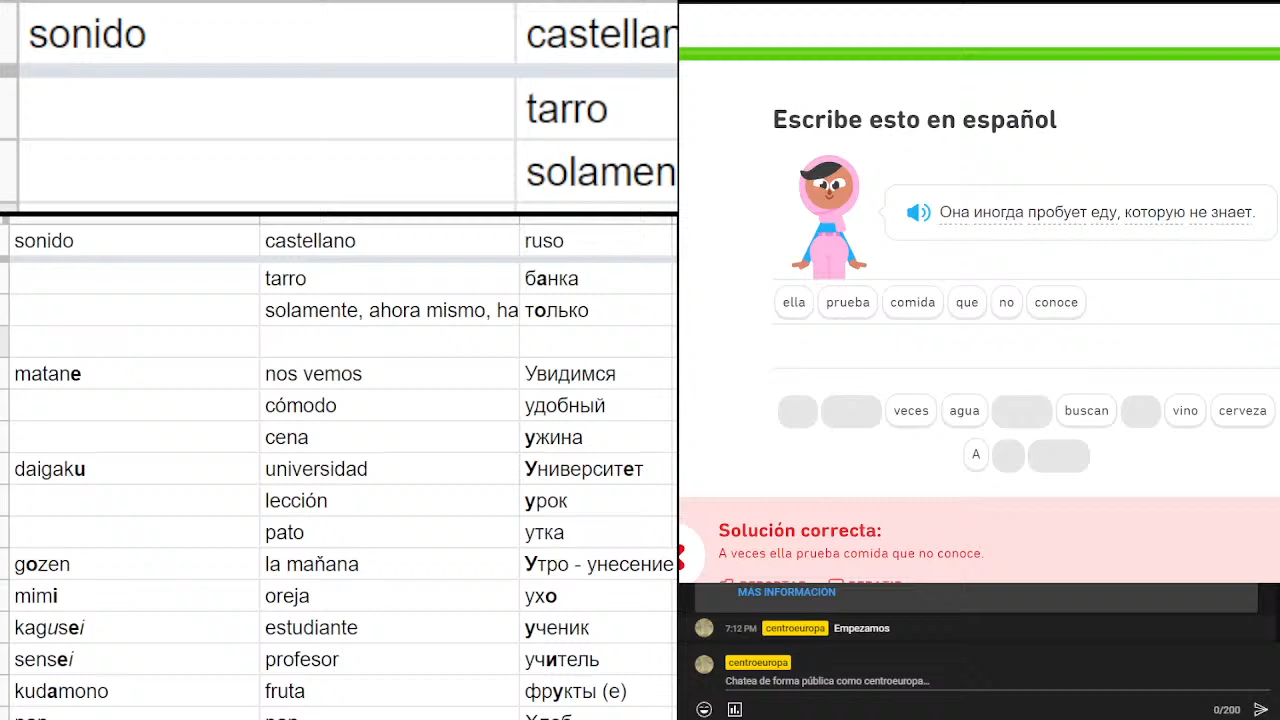 sonido castellan
tarro
solamen
sonido castellano ruso
tarro банка
solamente, ahora mismo, ha только
matane nos vemos Увидимся
cómodo удобный
cena ужина
daigaku universidad Университет
lección урок
pato утка
gozen la mañana Утро - унесение
mimi oreja ухо
kagusei estudiante ученик
sensei profesor учитель
kudamono fruta фрукты (е)
Escribe esto en español
Она иногда пробует еду, которую не знает.
ella prueba comida que no conoce
veces agua buscan vino cerveza
A
Solución correcta:
A veces ella prueba comida que no conoce.
MÁS INFORMACIÓN
7:12 PM centroeuropa Empezamos
centroeuropa
Chatea de forma pública como centroeuropa...
0/200